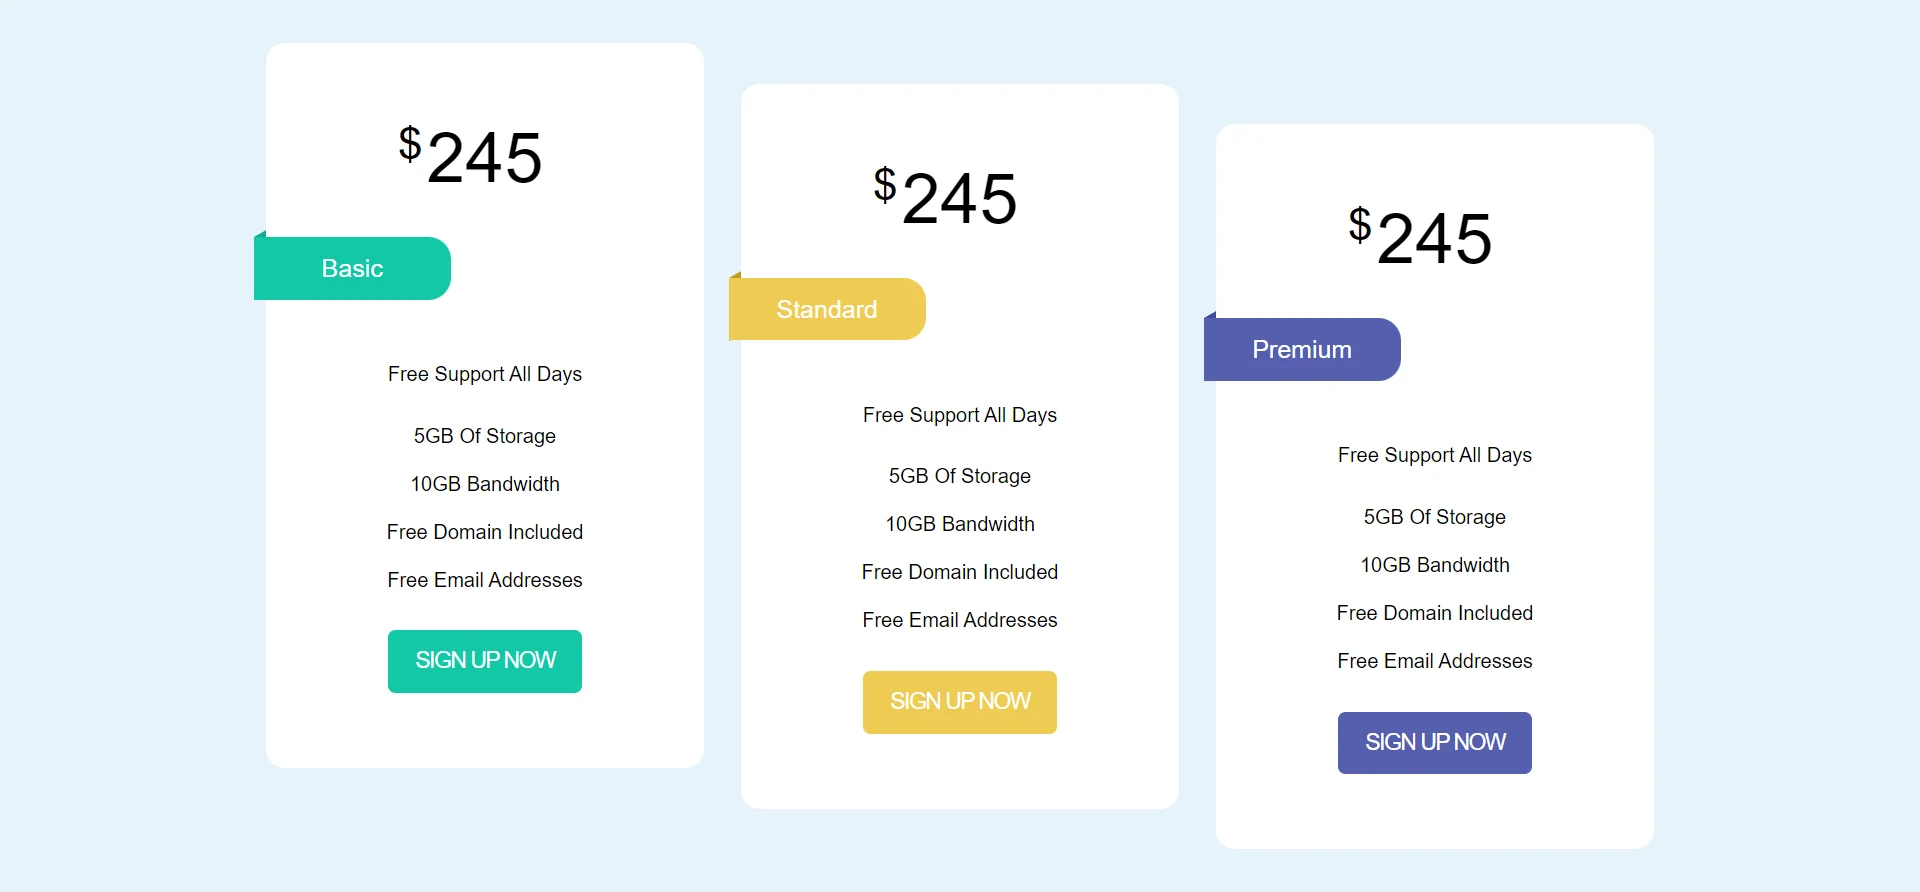 $245
Basic
Free Support All Days
5GB Of Storage
10GB Bandwidth
Free Domain Included
Free Email Addresses
SIGN UP NOW
$245
Standard
Free Support All Days
5GB Of Storage
10GB Bandwidth
Free Domain Included
Free Email Addresses
SIGN UP NOW
$245
Premium
Free Support All Days
5GB Of Storage
10GB Bandwidth
Free Domain Included
Free Email Addresses
SIGN UP NOW